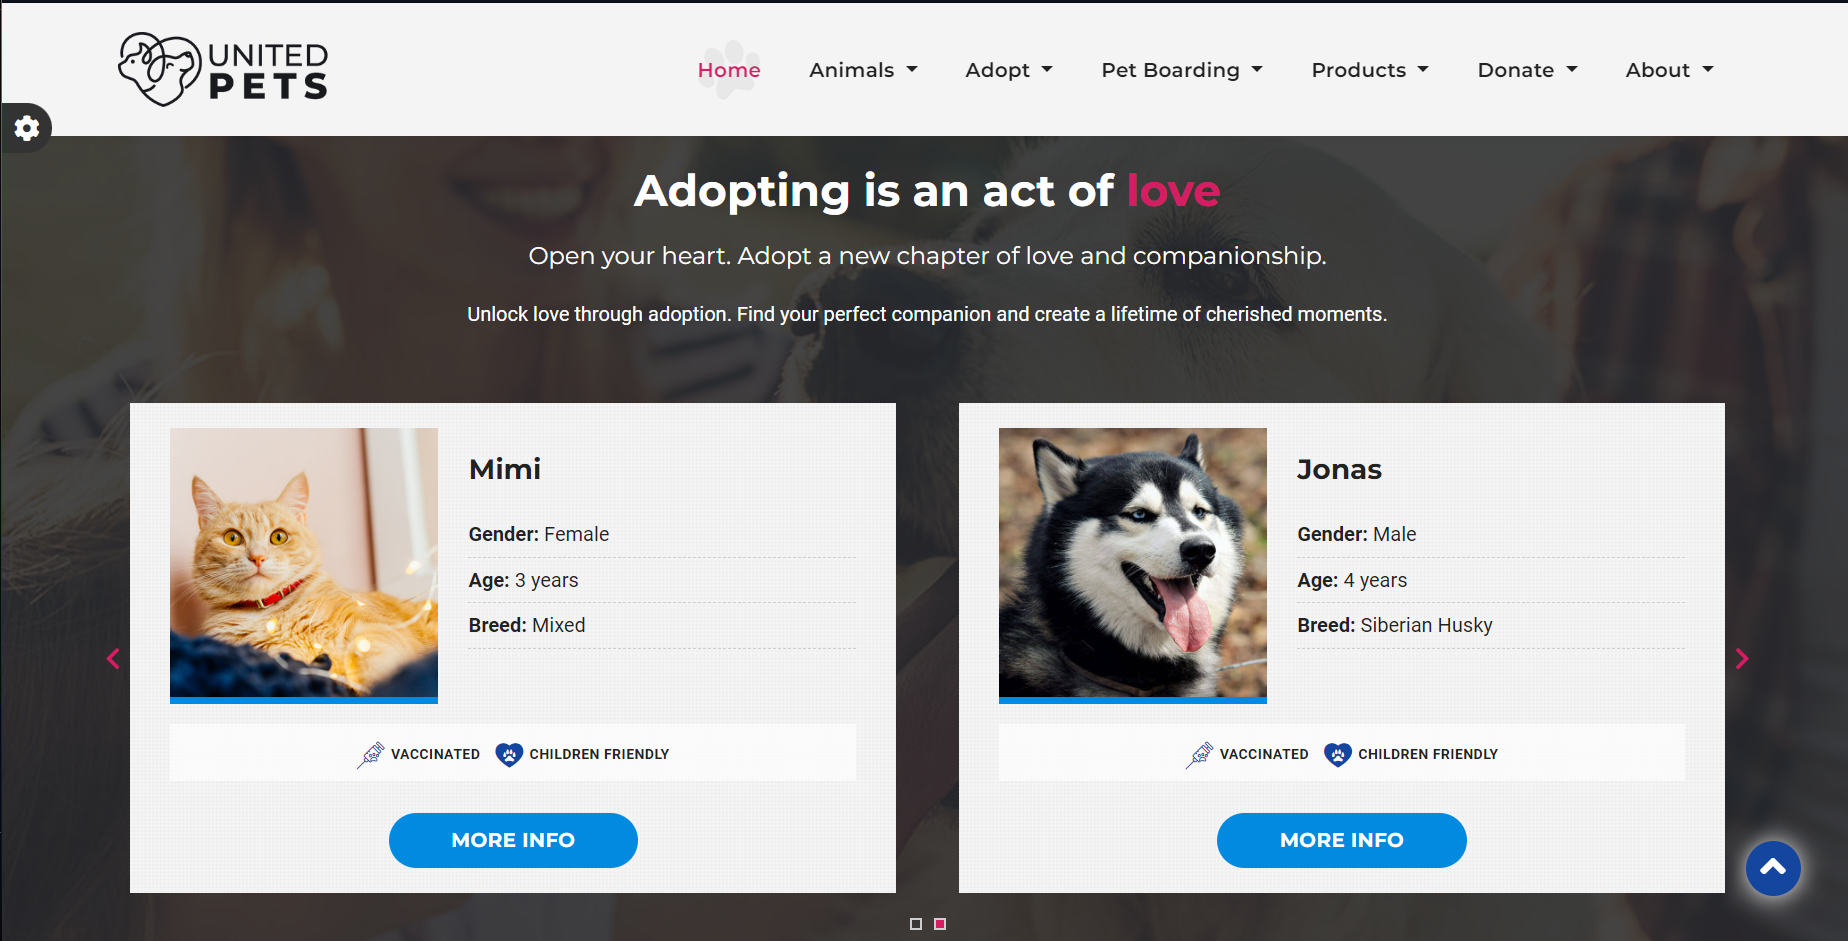 UNITED
PETS
Home
Animals
Adopt
Pet Boarding
Products
Donate
About
Adopting is an act of love
Open your heart. Adopt a new chapter of love and companionship.
Unlock love through adoption. Find your perfect companion and create a lifetime of cherished moments.
Mimi
Gender: Female
Age: 3 years
Breed: Mixed
VACCINATED CHILDREN FRIENDLY
MORE INFO
Jonas
Gender: Male
Age: 4 years
Breed: Siberian Husky
VACCINATED CHILDREN FRIENDLY
MORE INFO